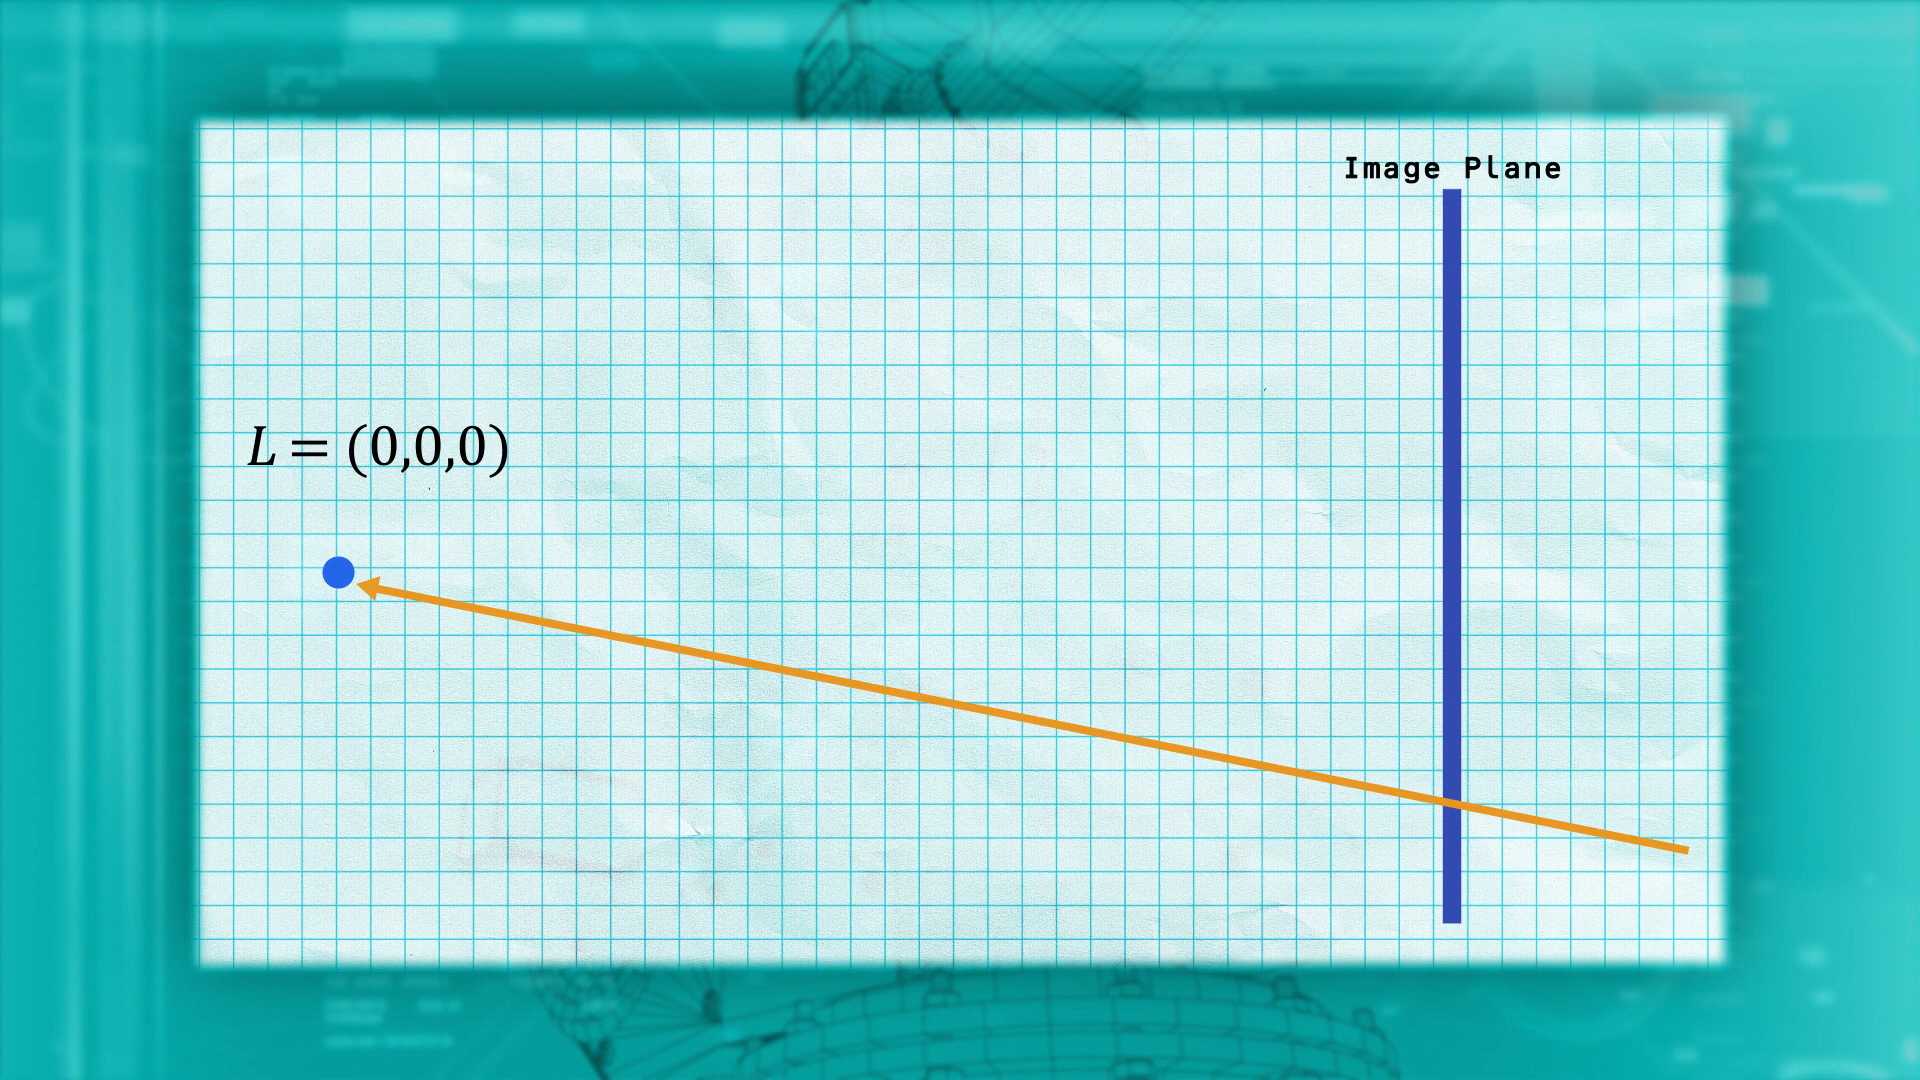 Image Plane
L = (0,0,0)